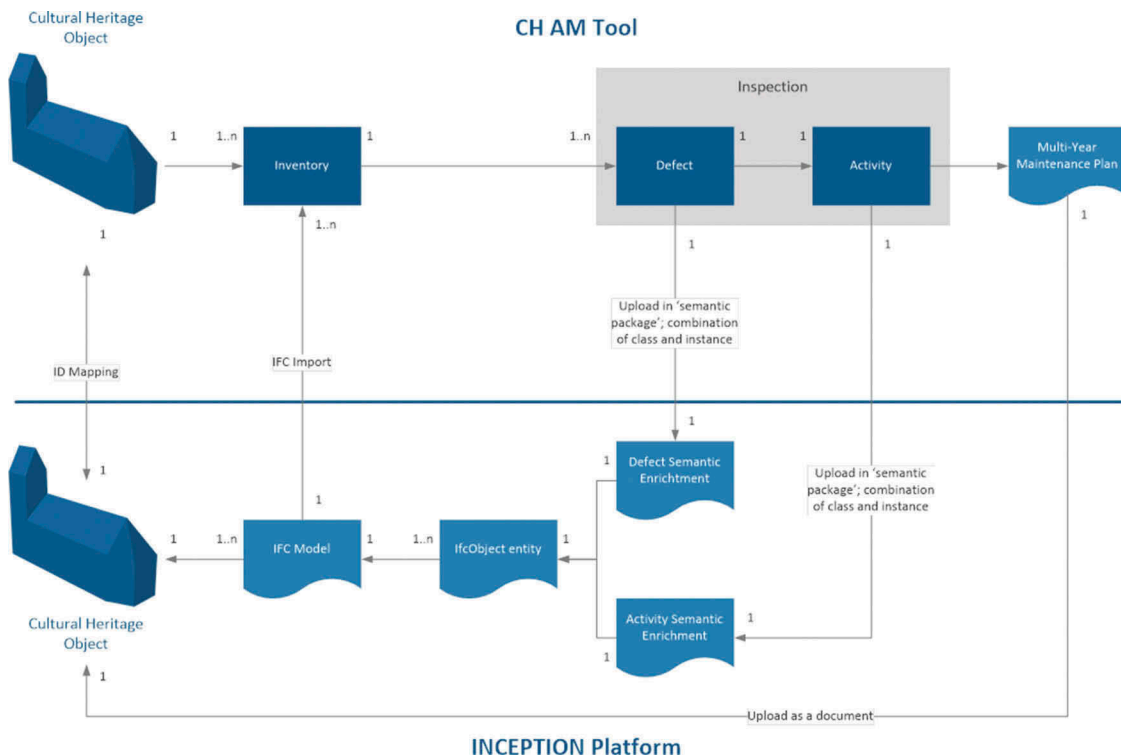 Cultural Heritage
Object
CH AM Tool
Inspection
1
1..n
1
1..n
1
1
Inventory
Defect
Activity
Multi-Year
Maintenance Plan
1
1..n
1
1
1
Upload in ‘semantic
package’; combination
of class and instance
ID Mapping
IFC Import
1
1
1
Defect Semantic
Enrichtment
Upload in ‘semantic
package’; combination
of class and instance
1
1
1..n
1
1..n
1
IFC Model
IfcObject entity
Cultural Heritage
Object
Activity Semantic
Enrichment
1
1
1
Upload as a document
INCEPTION Platform